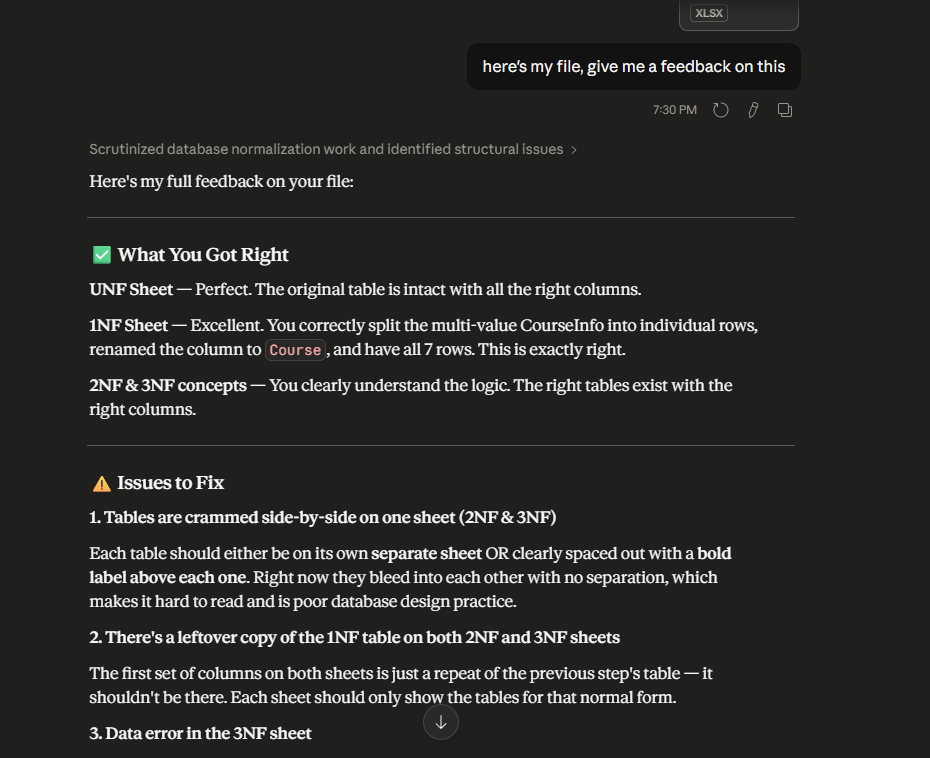 XLSX
here's my file, give me a feedback on this
7:30 PM
Scrutinized database normalization work and identified structural issues
Here's my full feedback on your file:
What You Got Right
UNF Sheet — Perfect. The original table is intact with all the right columns.
1NF Sheet — Excellent. You correctly split the multi-value CourseInfo into individual rows,
renamed the column to Course, and have all 7 rows. This is exactly right.
2NF & 3NF concepts — You clearly understand the logic. The right tables exist with the
right columns.
Issues to Fix
1. Tables are crammed side-by-side on one sheet (2NF & 3NF)
Each table should either be on its own separate sheet OR clearly spaced out with a bold
label above each one. Right now they bleed into each other with no separation, which
makes it hard to read and is poor database design practice.
2. There's a leftover copy of the 1NF table on both 2NF and 3NF sheets
The first set of columns on both sheets is just a repeat of the previous step's table — it
shouldn't be there. Each sheet should only show the tables for that normal form.
3. Data error in the 3NF sheet